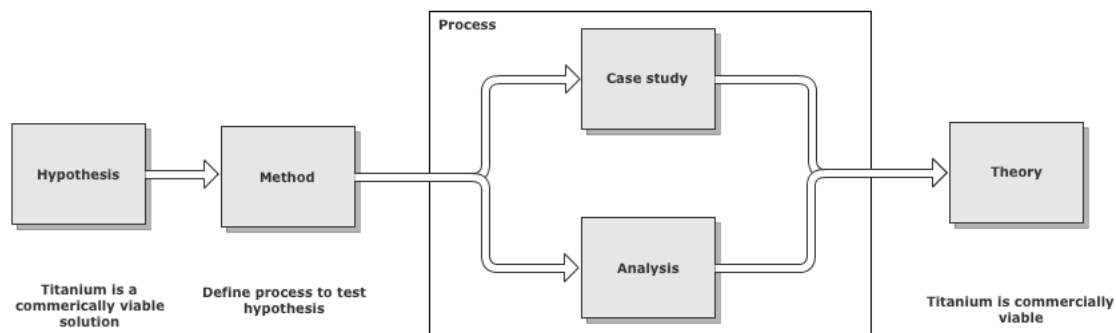 Process
Case study
Hypothesis
Method
Theory
Analysis
Titanium is a
commerically viable
solution
Define process to test
hypothesis
Titanium is commercially
viable